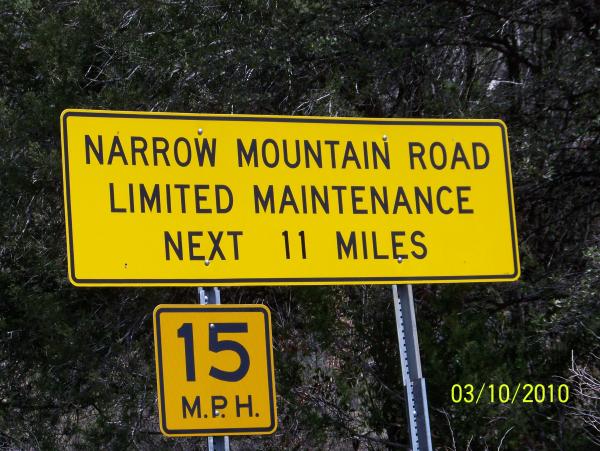 NARROW MOUNTAIN ROAD
LIMITED MAINTENANCE
NEXT 11 MILES
15
M.P.H.
03/10/2010